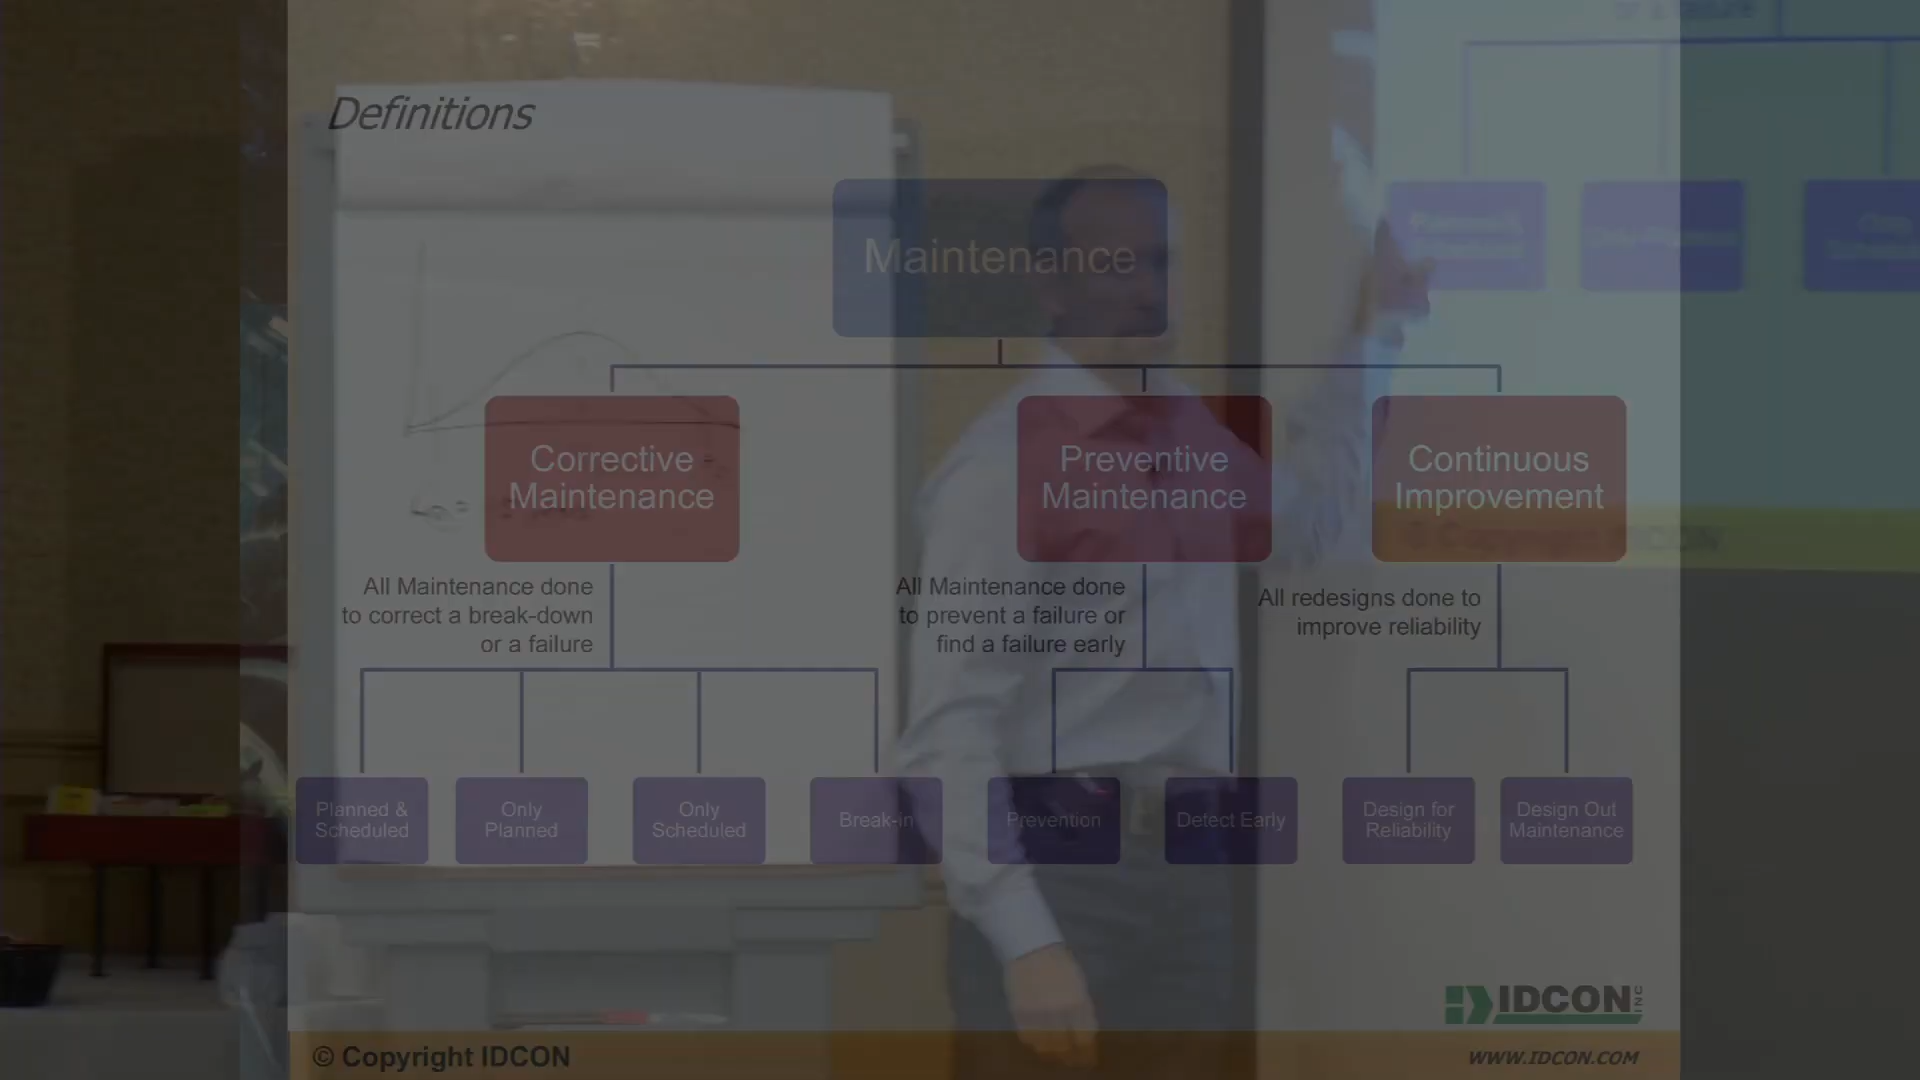 Definitions
Maintenance
Corrective
Maintenance
Preventive
Maintenance
Continuous
Improvement
All Maintenance done
to correct a break-down
or a failure
All Maintenance done
to prevent a failure or
find a failure early
All redesigns done to
improve reliability
Planned &
Scheduled
Only
Planned
Only
Scheduled
Break-in
Prevention
Detect Early
Design for
Reliability
Design Out
Maintenance
IDCON INC
© Copyright IDCON
WWW.IDCON.COM